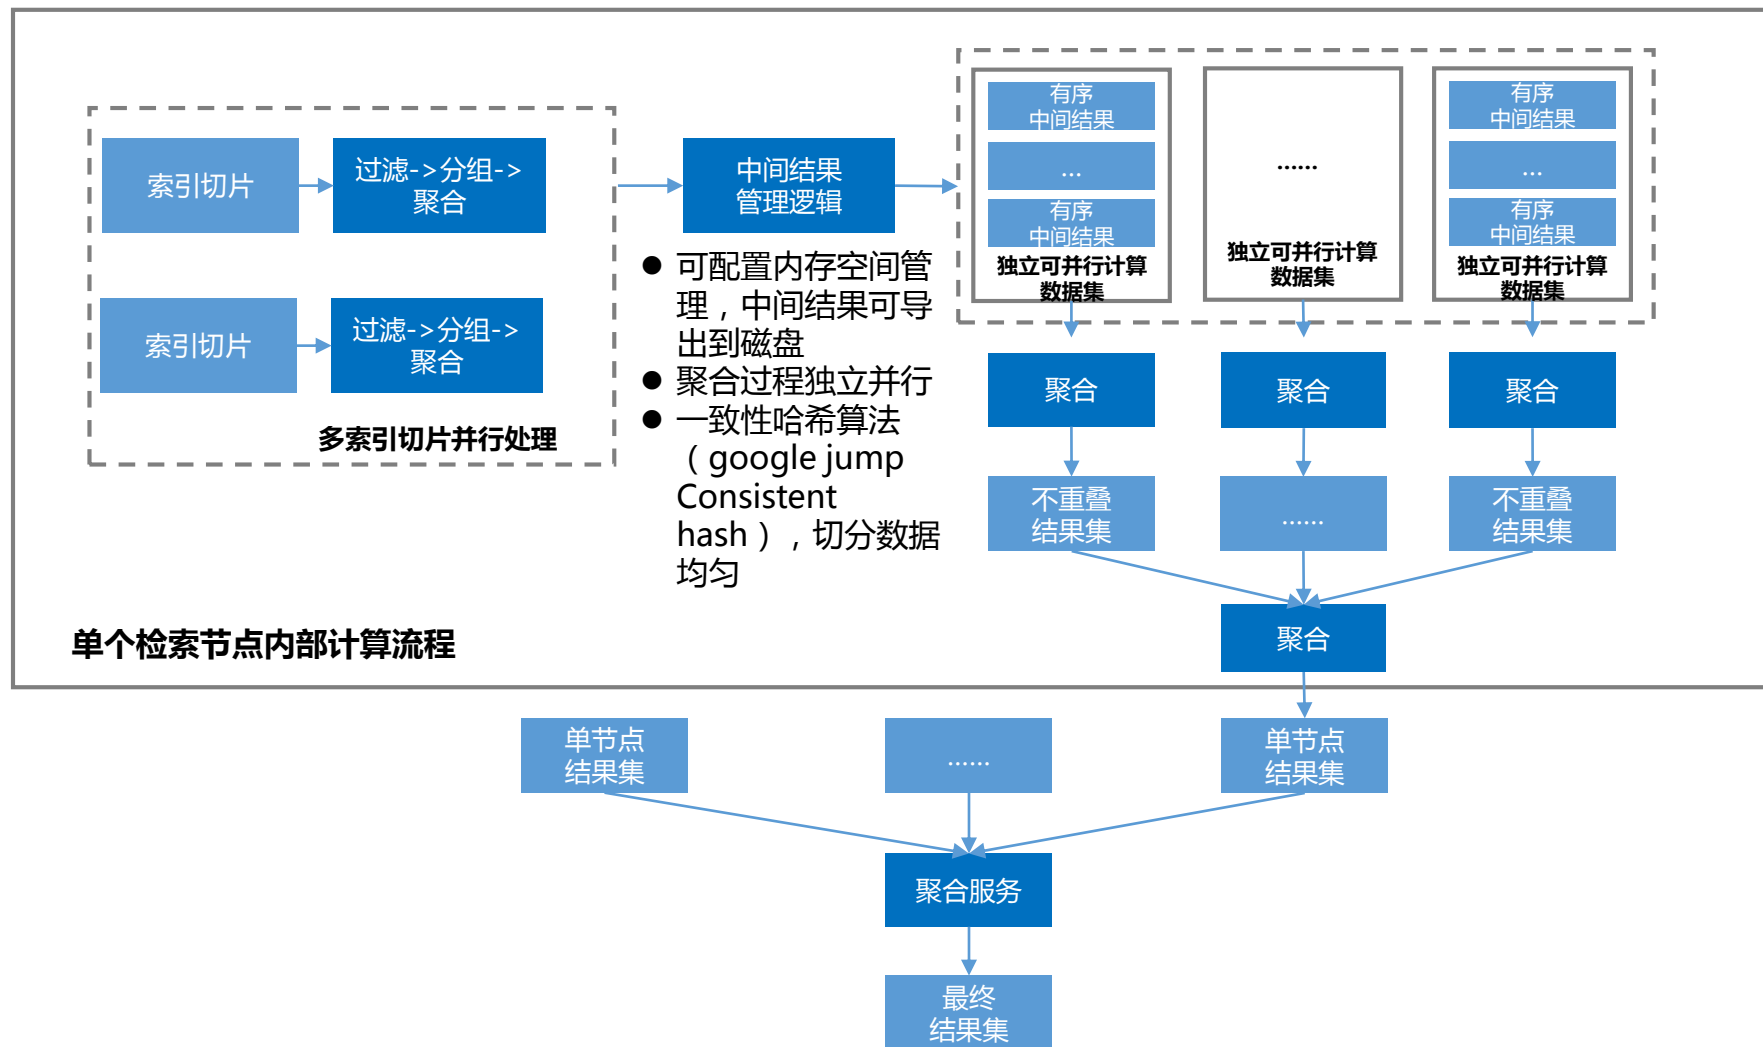 索引切片
过滤->分组->
聚合
索引切片
过滤->分组->
聚合
多索引切片并行处理
中间结果
管理逻辑
● 可配置内存空间管
理，中间结果可导
出到磁盘
● 聚合过程独立并行
● 一致性哈希算法
（google jump
Consistent
hash），切分数据
均匀
有序
中间结果
...
有序
中间结果
独立可并行计算
数据集
......
独立可并行计算
数据集
有序
中间结果
...
有序
中间结果
独立可并行计算
数据集
聚合
聚合
聚合
不重叠
结果集
......
不重叠
结果集
聚合
单个检索节点内部计算流程
单节点
结果集
......
单节点
结果集
聚合服务
最终
结果集